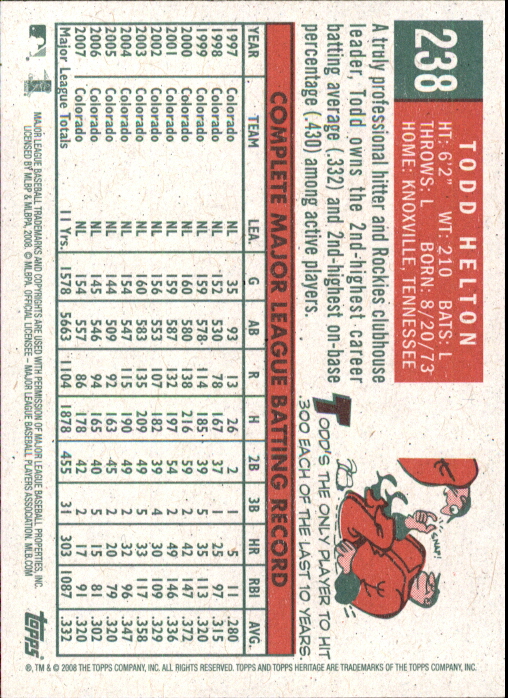 238
TODD HELTON
HT: 6'2" WT: 210 BATS: L
THROWS: L BORN: 8/20/73
HOME: KNOXVILLE, TENNESSEE
A truly professional hitter and Rockies clubhouse
leader, Todd owns the 2nd-highest career
batting average (.332) and 2nd-highest on-base
percentage (.430) among active players.
SNAP!
TODD'S THE ONLY PLAYER TO HIT
.300 EACH OF THE LAST 10 YEARS.
COMPLETE MAJOR LEAGUE BATTING RECORD
YEAR TEAM LEA. G AB R H 2B 3B HR RBI AVG.
1997 Colorado NL 35 93 13 26 2 1 5 11 .280
1998 Colorado NL 152 530 78 167 37 1 25 97 .315
1999 Colorado NL 159 578 114 185 39 5 35 113 .320
2000 Colorado NL 160 580 138 216 59 2 42 147 .372
2001 Colorado NL 159 587 132 197 54 2 49 146 .336
2002 Colorado NL 156 553 107 182 39 4 30 109 .329
2003 Colorado NL 160 583 135 209 49 5 33 117 .358
2004 Colorado NL 154 547 115 190 49 2 32 96 .347
2005 Colorado NL 144 509 92 163 45 2 20 79 .320
2006 Colorado NL 145 546 94 165 40 5 15 81 .302
2007 Colorado NL 154 557 86 178 42 2 17 91 .320
Major League Totals 11 Yrs. 1578 5663 1104 1878 455 31 303 1087 .332
MAJOR LEAGUE BASEBALL TRADEMARKS AND COPYRIGHTS ARE USED WITH PERMISSION OF MAJOR LEAGUE BASEBALL PROPERTIES, INC.
LICENSED BY MLBP & MLBPA, 2008. © MLBPA. OFFICIAL LICENSEE – MAJOR LEAGUE BASEBALL PLAYERS ASSOCIATION. MLB.COM
topps
®, TM & © 2008 THE TOPPS COMPANY, INC. ALL RIGHTS RESERVED. TOPPS AND TOPPS HERITAGE ARE TRADEMARKS OF THE TOPPS COMPANY, INC.